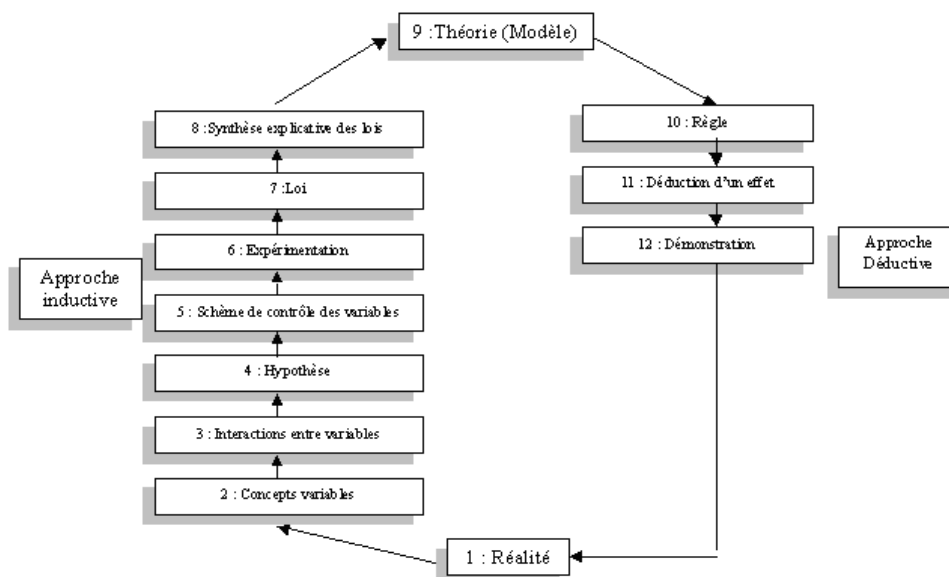 9 :Théorie (Modèle)
8 :Synthèse explicative des lois
7 :Loi
6 : Expérimentation
5 : Schème de contrôle des variables
4 : Hypothèse
3 : Interactions entre variables
2 : Concepts variables
1 : Réalité
10 : Règle
11 : Déduction d'un effet
12 : Démonstration
Approche
inductive
Approche
Déductive